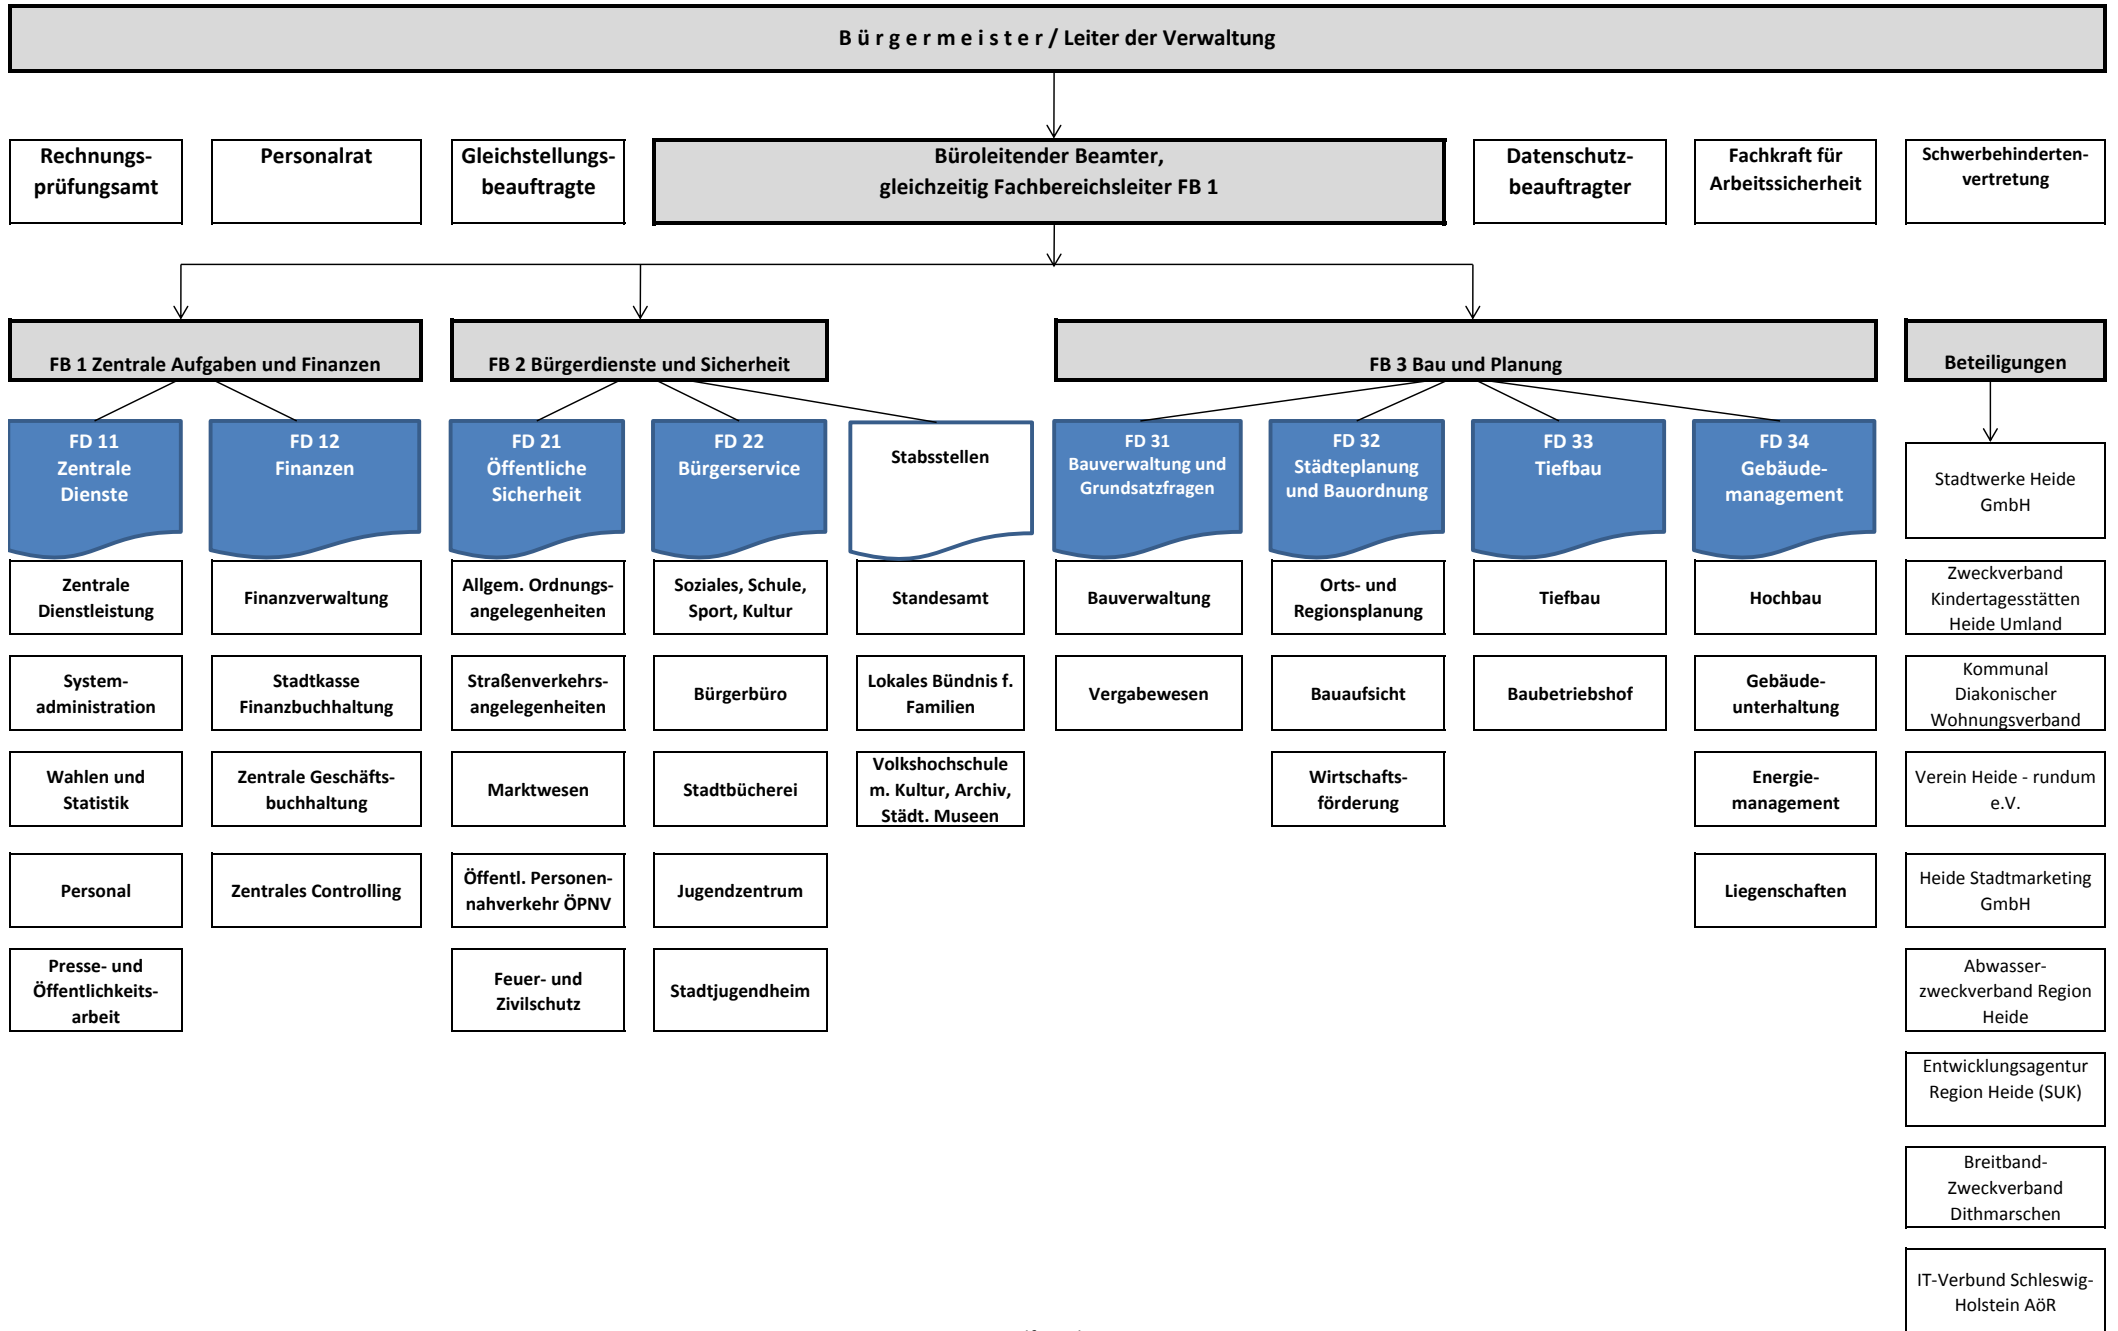 B ü r g e r m e i s t e r / Leiter der Verwaltung
Rechnungs-
prüfungsamt
Personalrat
Gleichstellungs-
beauftragte
Büroleitender Beamter,
gleichzeitig Fachbereichsleiter FB 1
Datenschutz-
beauftragter
Fachkraft für
Arbeitssicherheit
Schwerbehinderten-
vertretung
FB 1 Zentrale Aufgaben und Finanzen
FB 2 Bürgerdienste und Sicherheit
FB 3 Bau und Planung
Beteiligungen
FD 11
Zentrale
Dienste
FD 12
Finanzen
FD 21
Öffentliche
Sicherheit
FD 22
Bürgerservice
Stabsstellen
FD 31
Bauverwaltung und
Grundsatzfragen
FD 32
Städteplanung
und Bauordnung
FD 33
Tiefbau
FD 34
Gebäude-
management
Stadtwerke Heide
GmbH
Zentrale
Dienstleistung
Finanzverwaltung
Allgem. Ordnungs-
angelegenheiten
Soziales, Schule,
Sport, Kultur
Standesamt
Bauverwaltung
Orts- und
Regionsplanung
Tiefbau
Hochbau
Zweckverband
Kindertagesstätten
Heide Umland
System-
administration
Stadtkasse
Finanzbuchhaltung
Straßenverkehrs-
angelegenheiten
Bürgerbüro
Lokales Bündnis f.
Familien
Vergabewesen
Bauaufsicht
Baubetriebshof
Gebäude-
unterhaltung
Kommunal
Diakonischer
Wohnungsverband
Wahlen und
Statistik
Zentrale Geschäfts-
buchhaltung
Marktwesen
Stadtbücherei
Volkshochschule
m. Kultur, Archiv,
Städt. Museen
Wirtschafts-
förderung
Energie-
management
Verein Heide - rundum
e.V.
Personal
Zentrales Controlling
Öffentl. Personen-
nahverkehr ÖPNV
Jugendzentrum
Liegenschaften
Heide Stadtmarketing
GmbH
Presse- und
Öffentlichkeits-
arbeit
Feuer- und
Zivilschutz
Stadtjugendheim
Abwasser-
zweckverband Region
Heide
Entwicklungsagentur
Region Heide (SUK)
Breitband-
Zweckverband
Dithmarschen
IT-Verbund Schleswig-
Holstein AöR